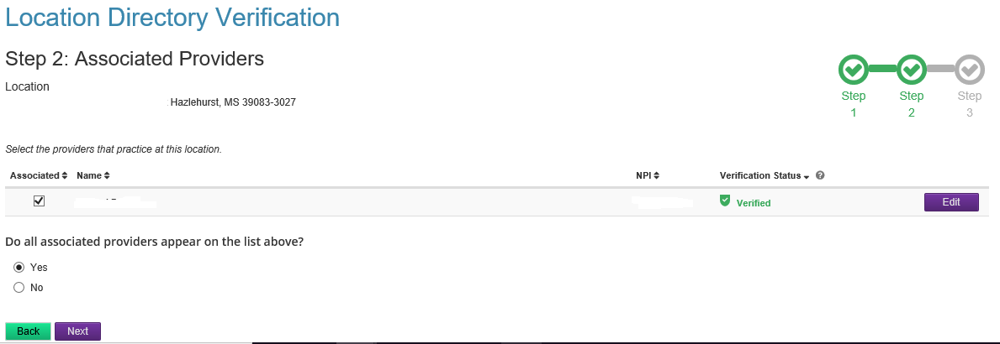 Location Directory Verification
Step 2: Associated Providers
Location
Hazlehurst, MS 39083-3027
Step 1
Step 2
Step 3
Select the providers that practice at this location.
Associated Name NPI Verification Status ?
Verified Edit
Do all associated providers appear on the list above?
Yes
No
Back Next